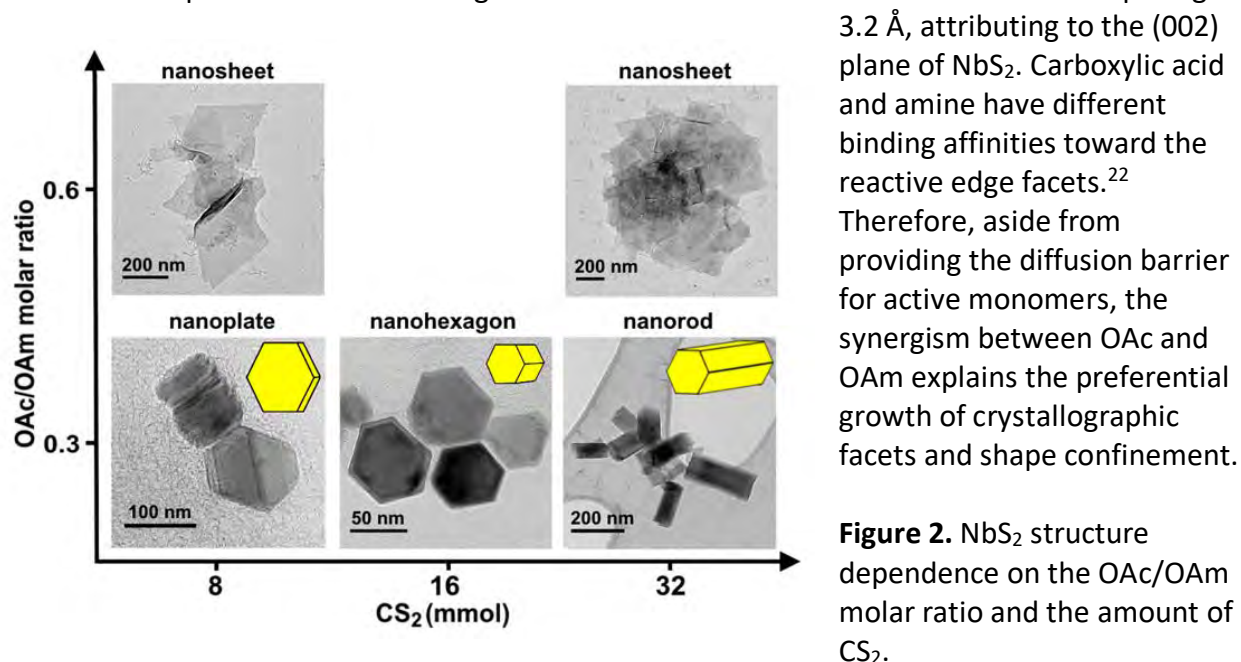 3.2 Å, attributing to the (002)
plane of NbS₂. Carboxylic acid
and amine have different
binding affinities toward the
reactive edge facets.²²
Therefore, aside from
providing the diffusion barrier
for active monomers, the
synergism between OAc and
OAm explains the preferential
growth of crystallographic
facets and shape confinement.
Figure 2. NbS₂ structure
dependence on the OAc/OAm
molar ratio and the amount of
CS₂.
OAc/OAm molar ratio
0.6
0.3
nanosheet
200 nm
nanosheet
200 nm
nanoplate
100 nm
nanohexagon
50 nm
nanorod
200 nm
8
16
32
CS₂ (mmol)